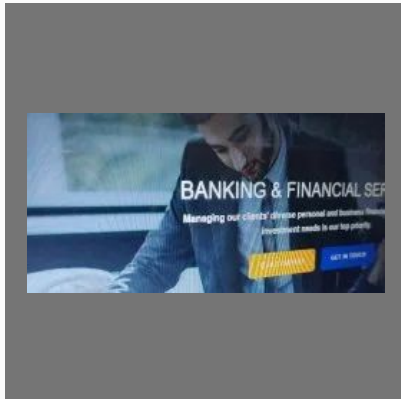 BANKING & FINANCIAL SER
Managing our clients' diverse personal and business financia
investment needs is our top priority.
GET IN TOUCH